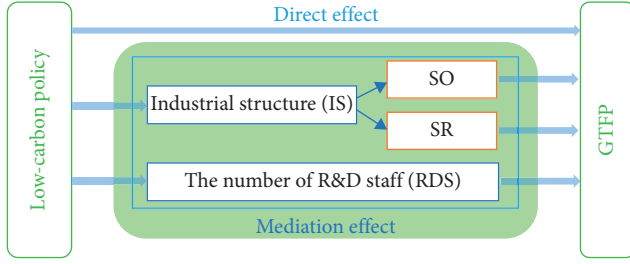 Direct effect
Low-carbon policy
Industrial structure (IS)
SO
SR
The number of R&D staff (RDS)
Mediation effect
GTFP